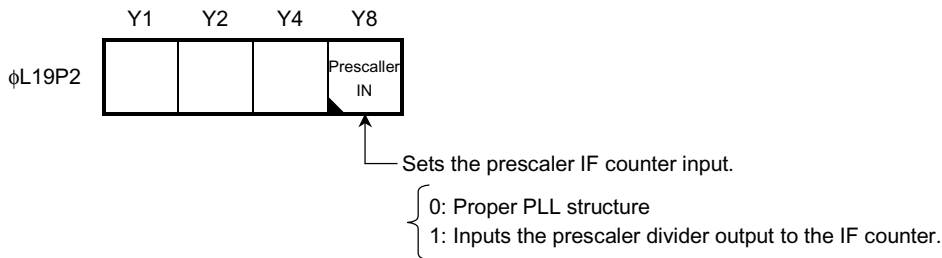 Y1 Y2 Y4 Y8
ϕL19P2
Prescaller
IN
Sets the prescaler IF counter input.
0: Proper PLL structure
1: Inputs the prescaler divider output to the IF counter.